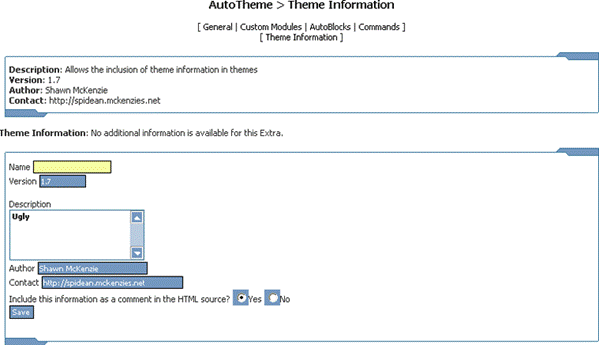 AutoTheme > Theme Information
[ General | Custom Modules | AutoBlocks | Commands ]
[ Theme Information ]
Description: Allows the inclusion of theme information in themes
Version: 1.7
Author: Shawn McKenzie
Contact: http://spidean.mckenzies.net
Theme Information: No additional information is available for this Extra.
Name
Version 1.7
Description
Ugly
Author Shawn McKenzie
Contact http://spidean.mckenzies.net
Include this information as a comment in the HTML source? Yes No
Save